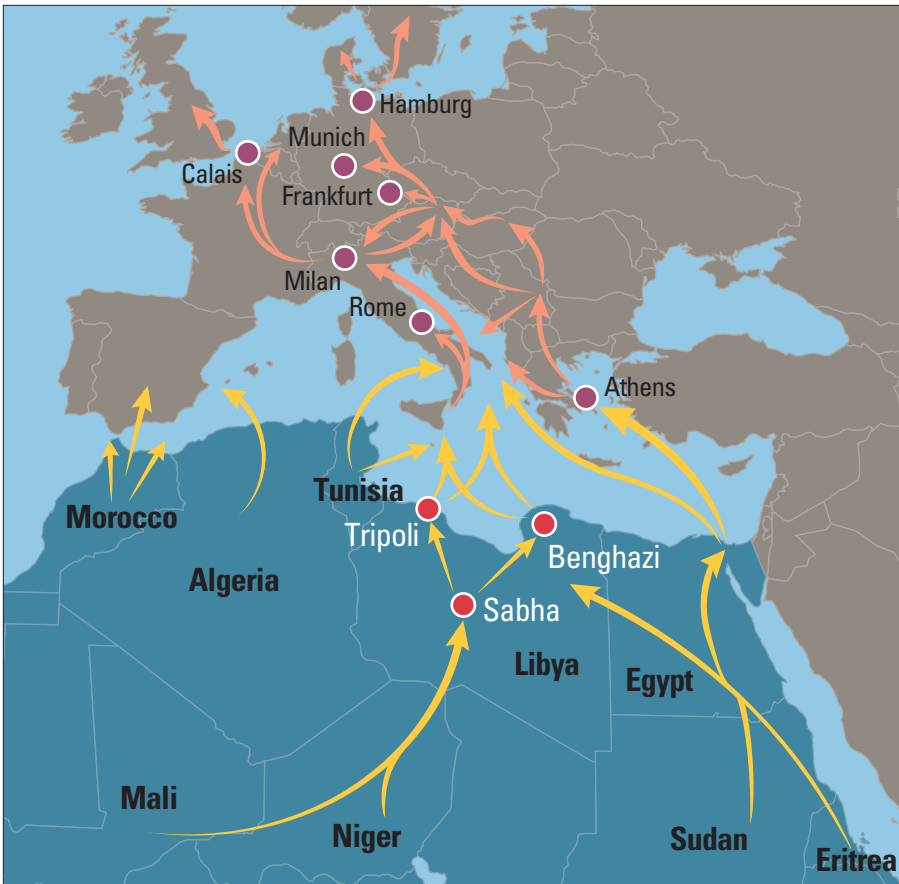 Hamburg
Munich
Calais
Frankfurt
Milan
Rome
Athens
Tunisia
Morocco
Tripoli
Benghazi
Algeria
Sabha
Libya
Egypt
Mali
Niger
Sudan
Eritrea